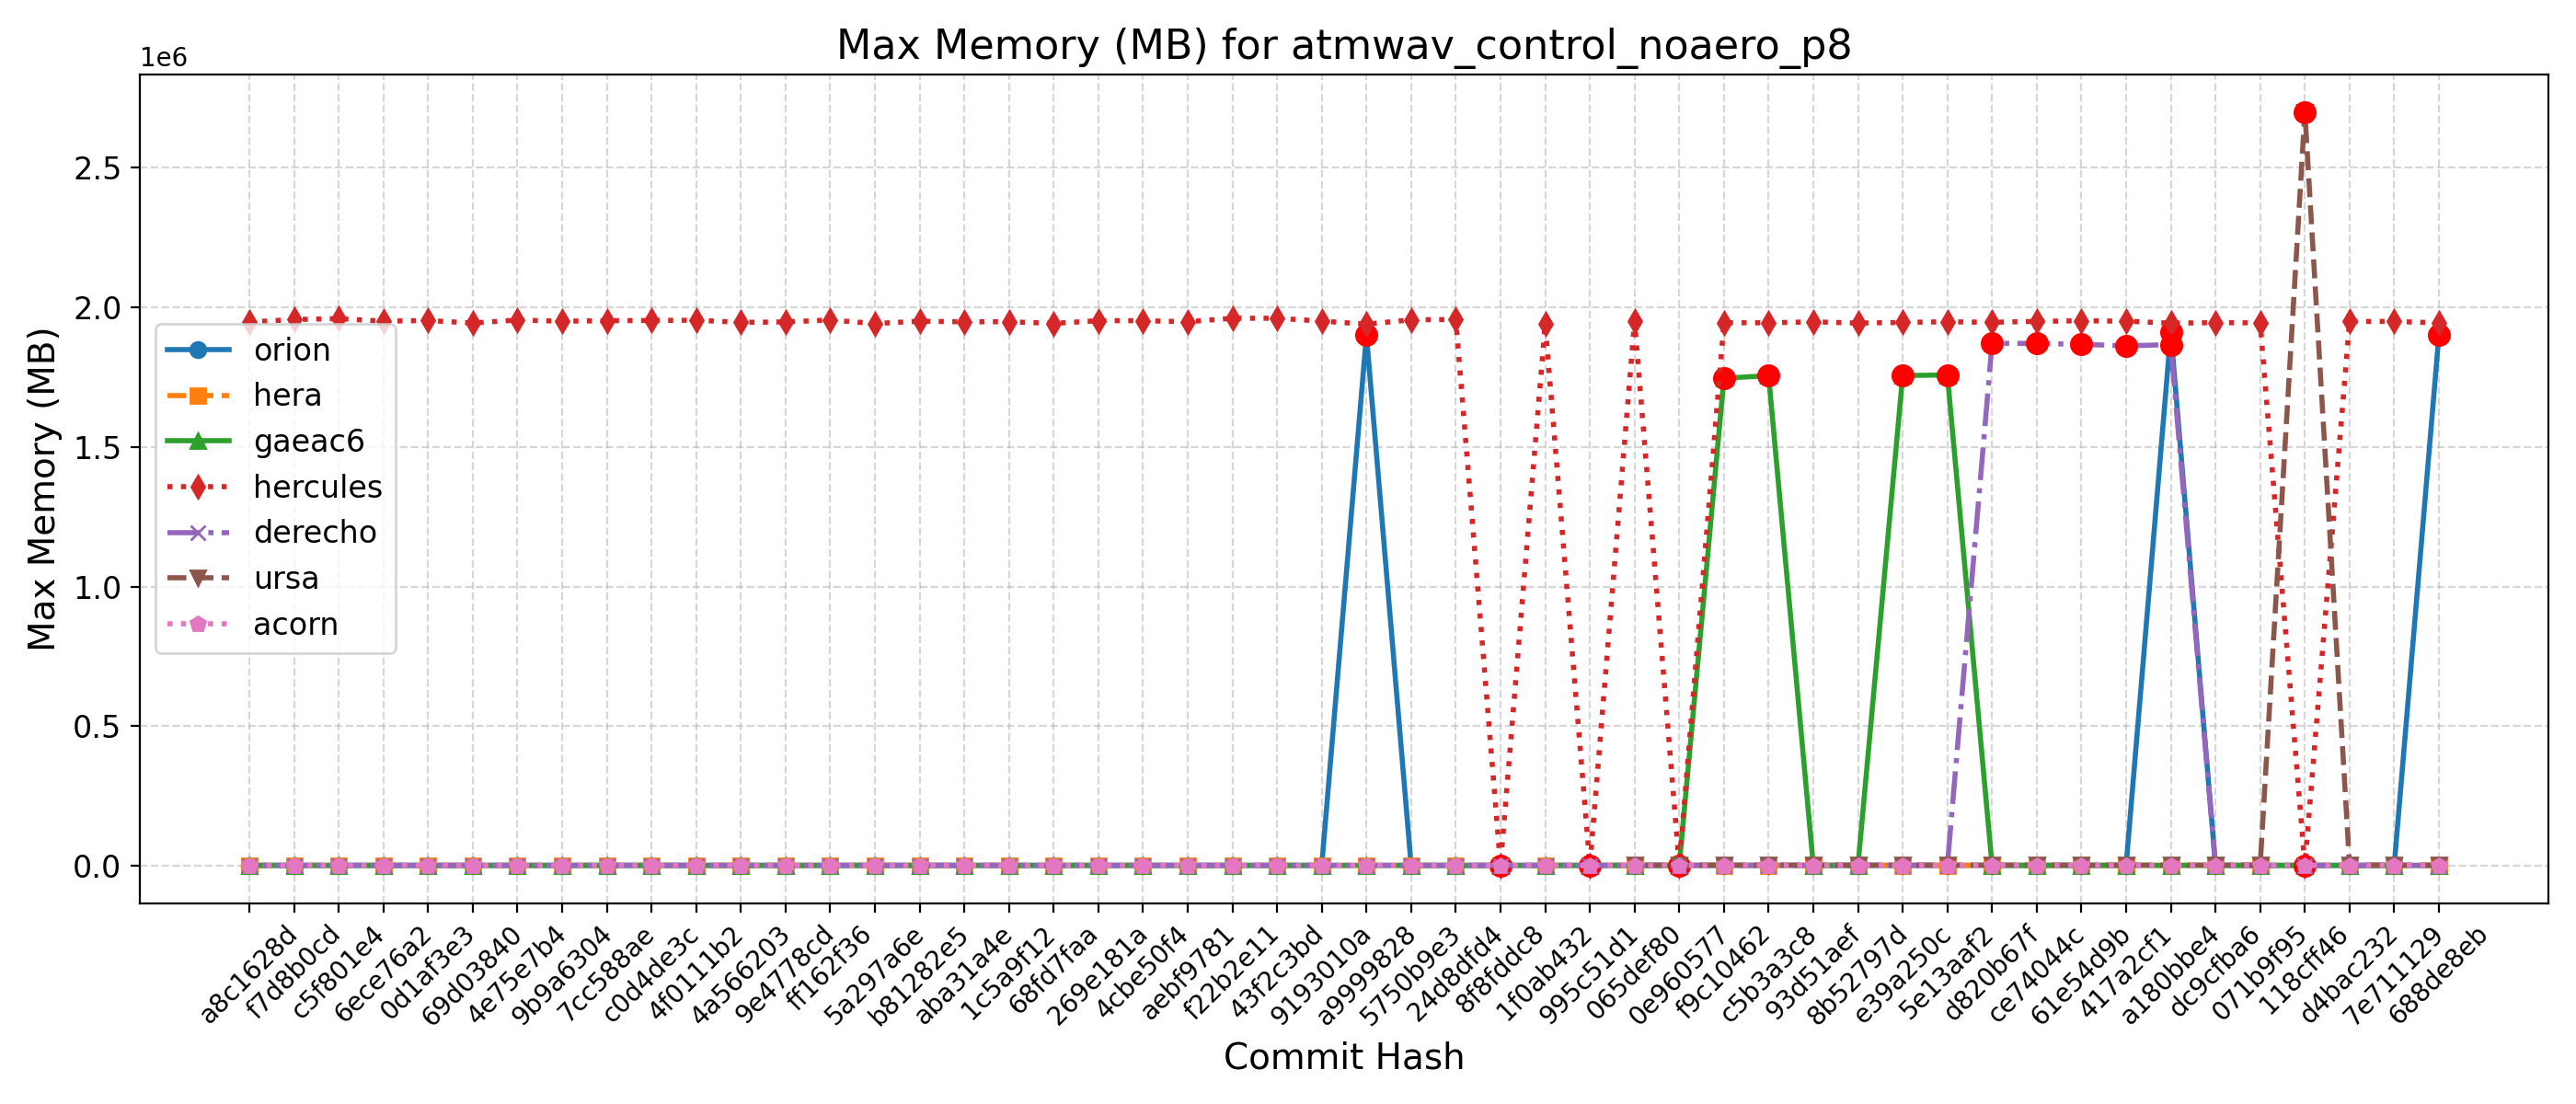 Max Memory (MB) for atmwav_control_noaero_p8
1e6
2.5
2.0
1.5
1.0
0.5
0.0
Max Memory (MB)
orion
hera
gaeac6
hercules
derecho
ursa
acorn
a8c1628d
f7d8b0cd
c5f801e4
6ece76a2
0d1af3e3
69d03840
4e75e7b4
9b9a6304
7cc588ae
c0d4de3c
4f0111b2
4a566203
9e4778cd
ff162f36
5a297a6e
b81282e5
aba31a4e
1c5a9f12
68fd7faa
269e181a
4cbe50f4
aebf9781
f22b2e11
43f2c3bd
9193010a
a9999828
5750b9e3
24d8dfd4
8f8fddc8
1f0ab432
995c51d1
065def80
0e960577
f9c10462
c5b3a3c8
93d51aef
8b52797d
e39a250c
5e13aaf2
d820b67f
ce74044c
61e54d9b
417a2cf1
a180bbe4
dc9cfba6
071b9f95
118cff46
d4bac232
7e711129
688de8eb
Commit Hash